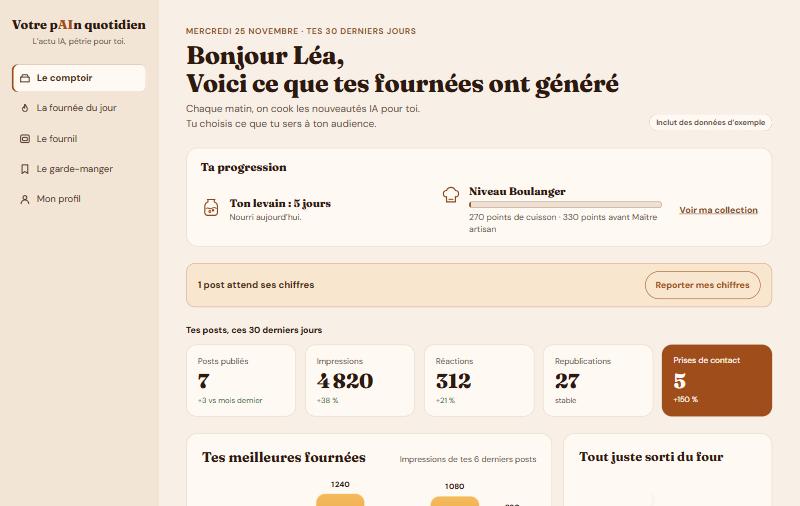 Votre pAIn quotidien
L'actu IA, pétrie pour toi.
Le comptoir
La fournée du jour
Le fournil
Le garde-manger
Mon profil
MERCREDI 25 NOVEMBRE · TES 30 DERNIERS JOURS
Bonjour Léa,
Voici ce que tes fournées ont généré
Chaque matin, on cook les nouveautés IA pour toi.
Tu choisis ce que tu sers à ton audience.
Inclut des données d'exemple
Ta progression
Ton levain : 5 jours
Nourri aujourd'hui.
Niveau Boulanger
270 points de cuisson · 330 points avant Maître
artisan
Voir ma collection
1 post attend ses chiffres
Reporter mes chiffres
Tes posts, ces 30 derniers jours
Posts publiés
7
+3 vs mois dernier
Impressions
4 820
+38 %
Réactions
312
+21 %
Republications
27
stable
Prises de contact
5
+150 %
Tes meilleures fournées
Impressions de tes 6 derniers posts
1 240
1 080
Tout juste sorti du four